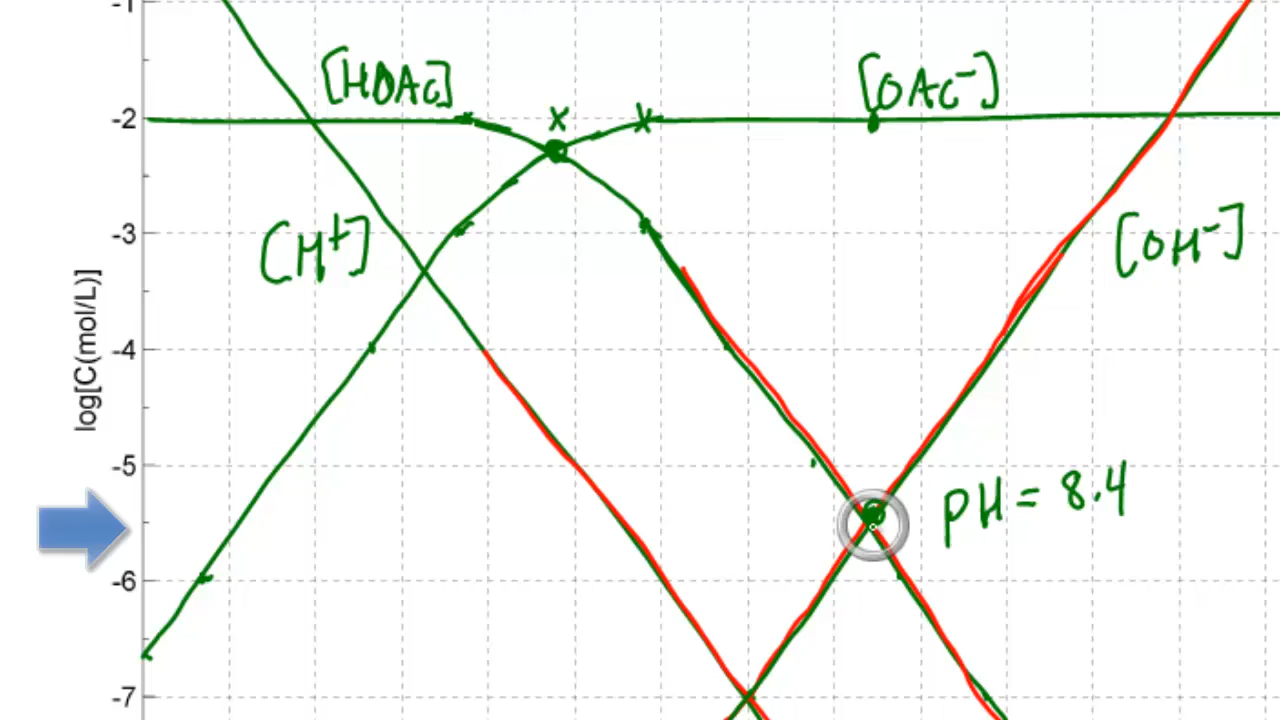 -1
[HOAc]
[OAc⁻]
-2
[H⁺]
[OH⁻]
-3
log[C(mol/L)]
-4
-5
pH = 8.4
-6
-7